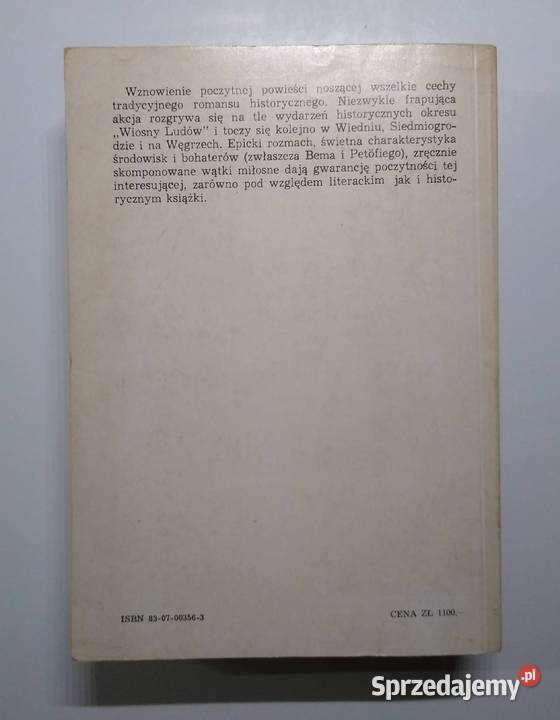 Wznowienie poczytnej powieści noszącej wszelkie cechy
tradycyjnego romansu historycznego. Niezwykle frapująca
akcja rozgrywa się na tle wydarzeń historycznych okresu
„Wiosny Ludów" i toczy się kolejno w Wiedniu, Siedmiogro-
dzie i na Węgrzech. Epicki rozmach, świetna charakterystyka
środowisk i bohaterów (zwłaszcza Bema i Petöfiego), zręcznie
skomponowane wątki miłosne dają gwarancję poczytności tej
interesującej, zarówno pod względem literackim jak i histo-
rycznym książki.
ISBN 83-07-00356-3
CENA ZŁ 1100,—
Sprzedajemy.pl